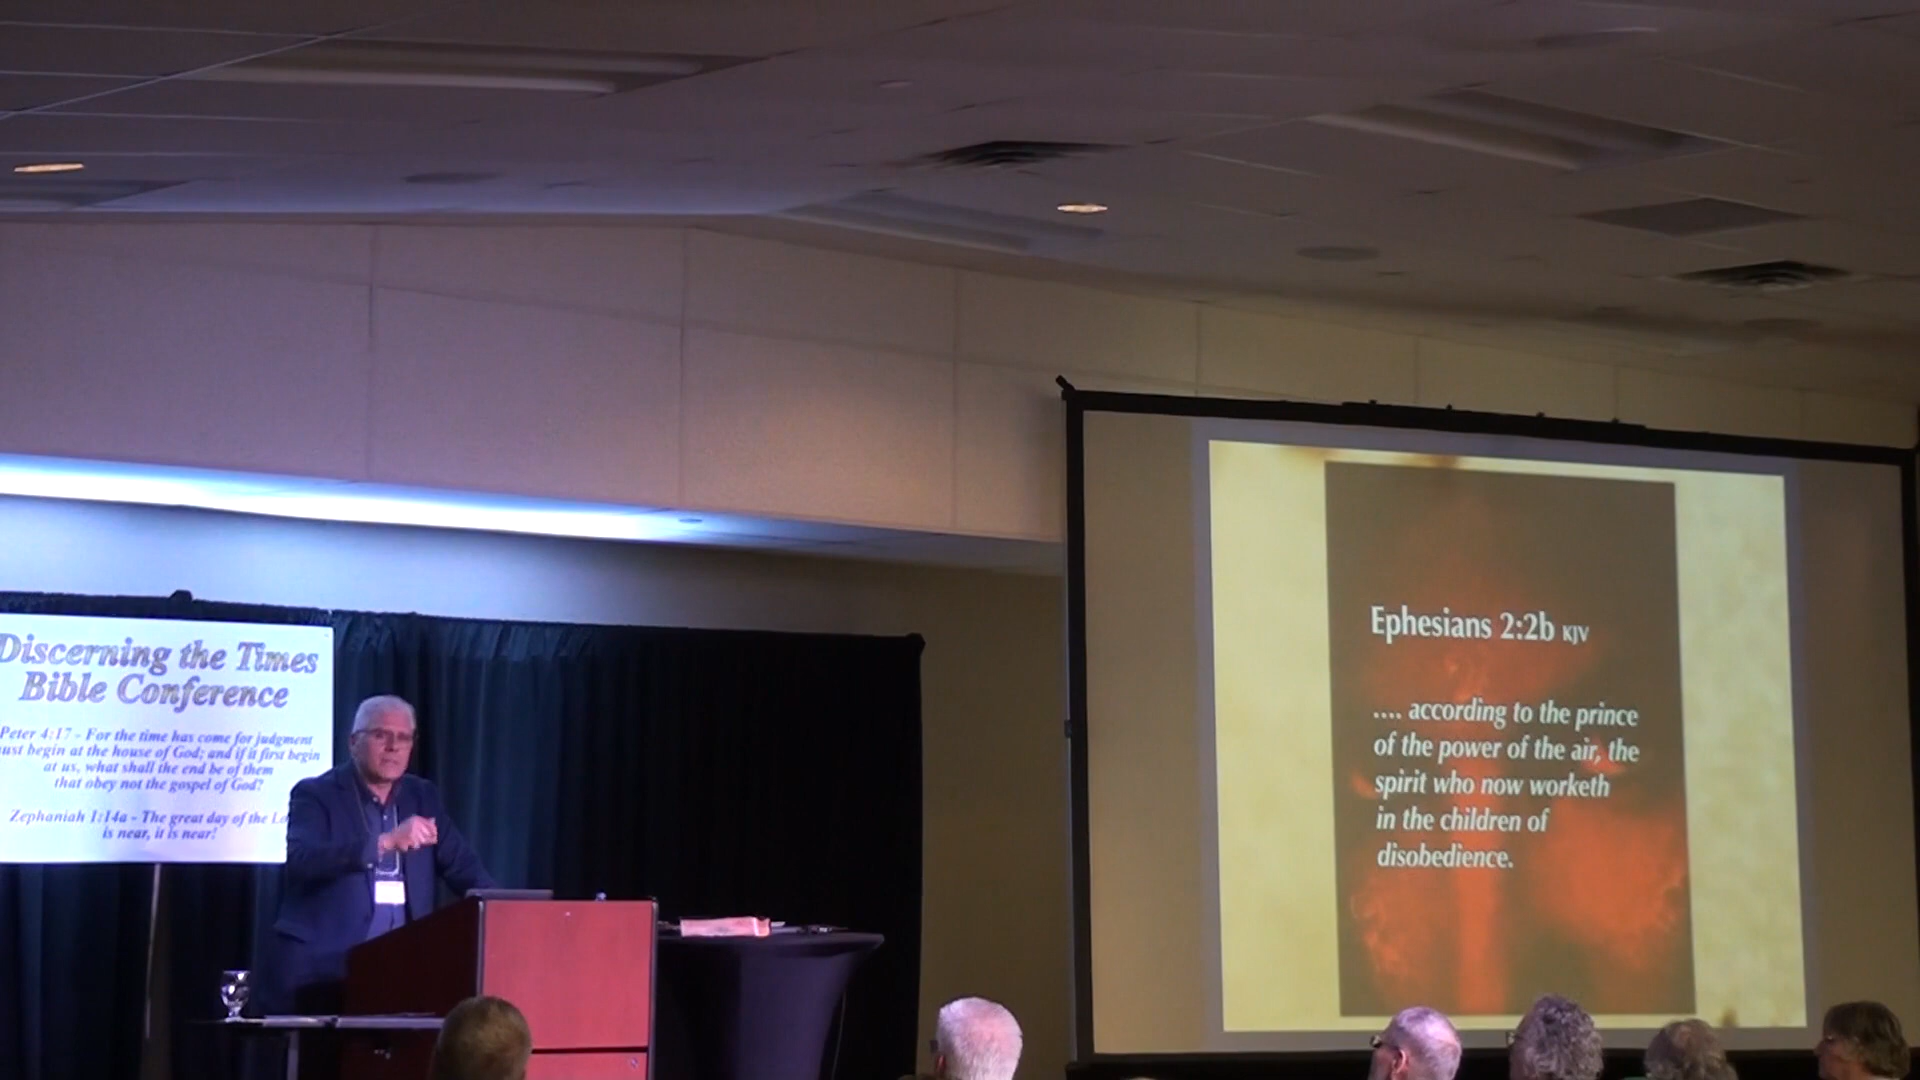 Discerning the Times
Bible Conference
Peter 4:17 - For the time has come for judgment
must begin at the house of God; and if it first begin
at us, what shall the end be of them
that obey not the gospel of God?
Zephaniah 1:14a - The great day of the
is near, it is near!
Ephesians 2:2b KJV
.... according to the prince
of the power of the air, the
spirit who now worketh
in the children of
disobedience.